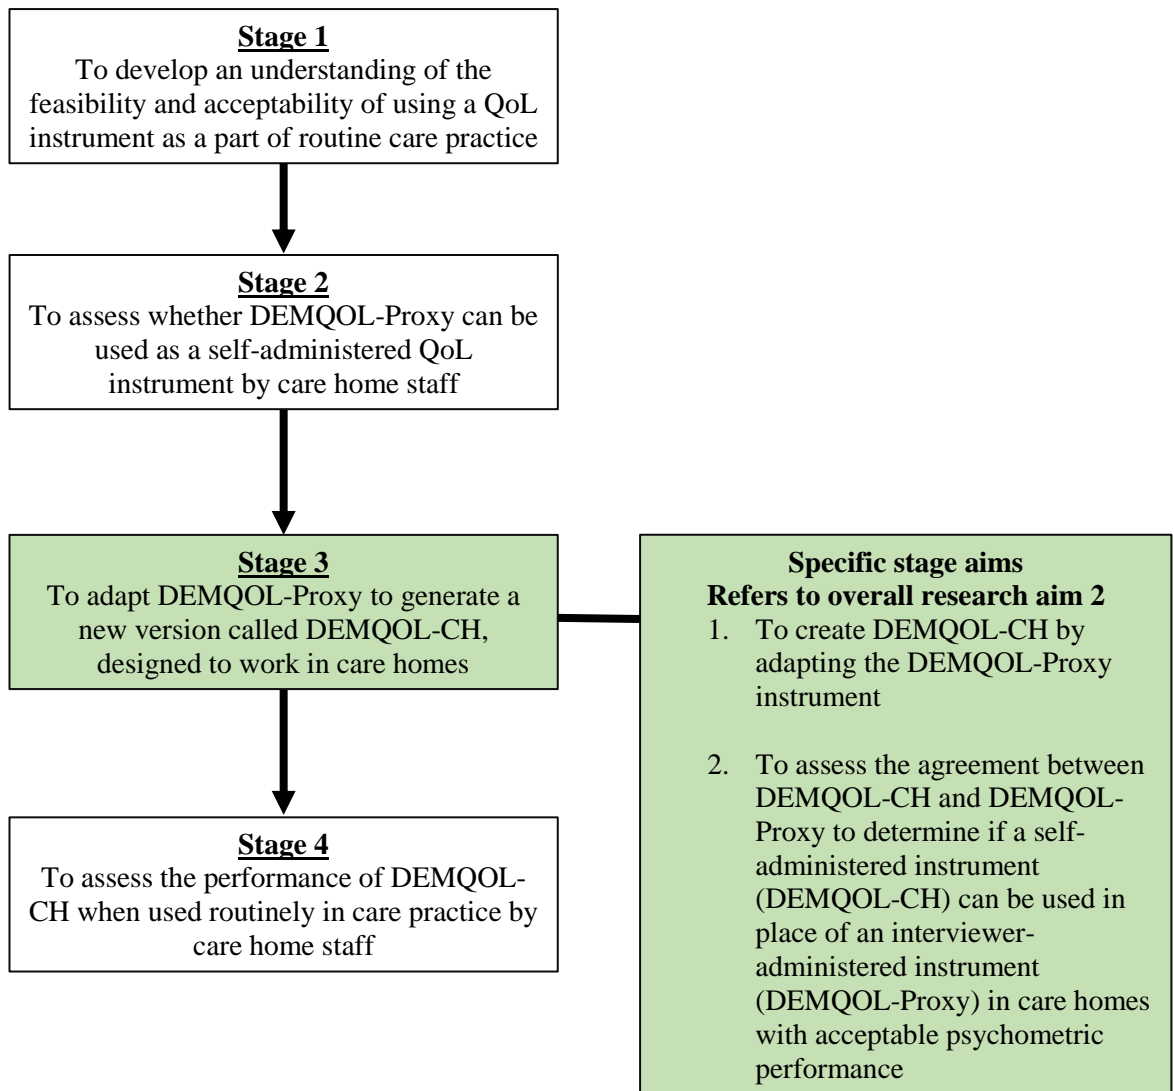 Stage 1
To develop an understanding of the
feasibility and acceptability of using a QoL
instrument as a part of routine care practice
Stage 2
To assess whether DEMQOL-Proxy can be
used as a self-administered QoL
instrument by care home staff
Stage 3
To adapt DEMQOL-Proxy to generate a
new version called DEMQOL-CH,
designed to work in care homes
Specific stage aims
Refers to overall research aim 2
1. To create DEMQOL-CH by
adapting the DEMQOL-Proxy
instrument
2. To assess the agreement between
DEMQOL-CH and DEMQOL-
Proxy to determine if a self-
administered instrument
(DEMQOL-CH) can be used in
place of an interviewer-
administered instrument
(DEMQOL-Proxy) in care homes
with acceptable psychometric
performance
Stage 4
To assess the performance of DEMQOL-
CH when used routinely in care practice by
care home staff